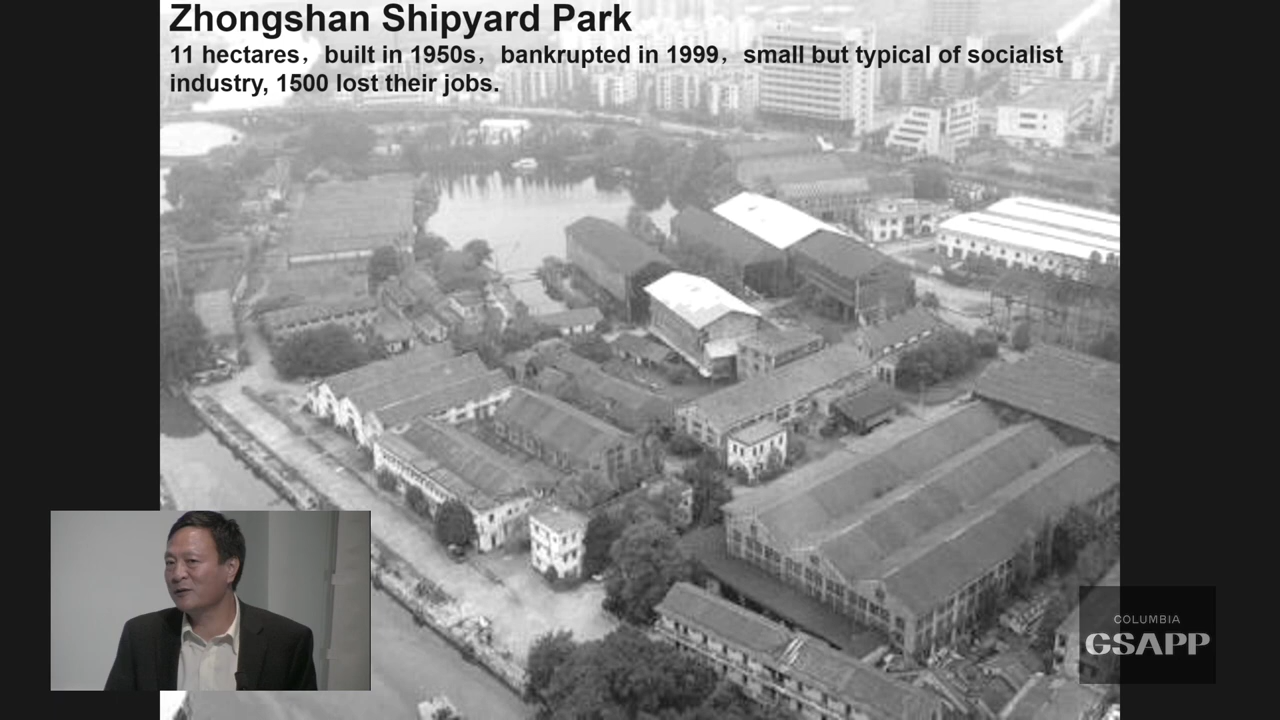 Zhongshan Shipyard Park
11 hectares， built in 1950s， bankrupted in 1999， small but typical of socialist
industry, 1500 lost their jobs.
COLUMBIA
GSAPP